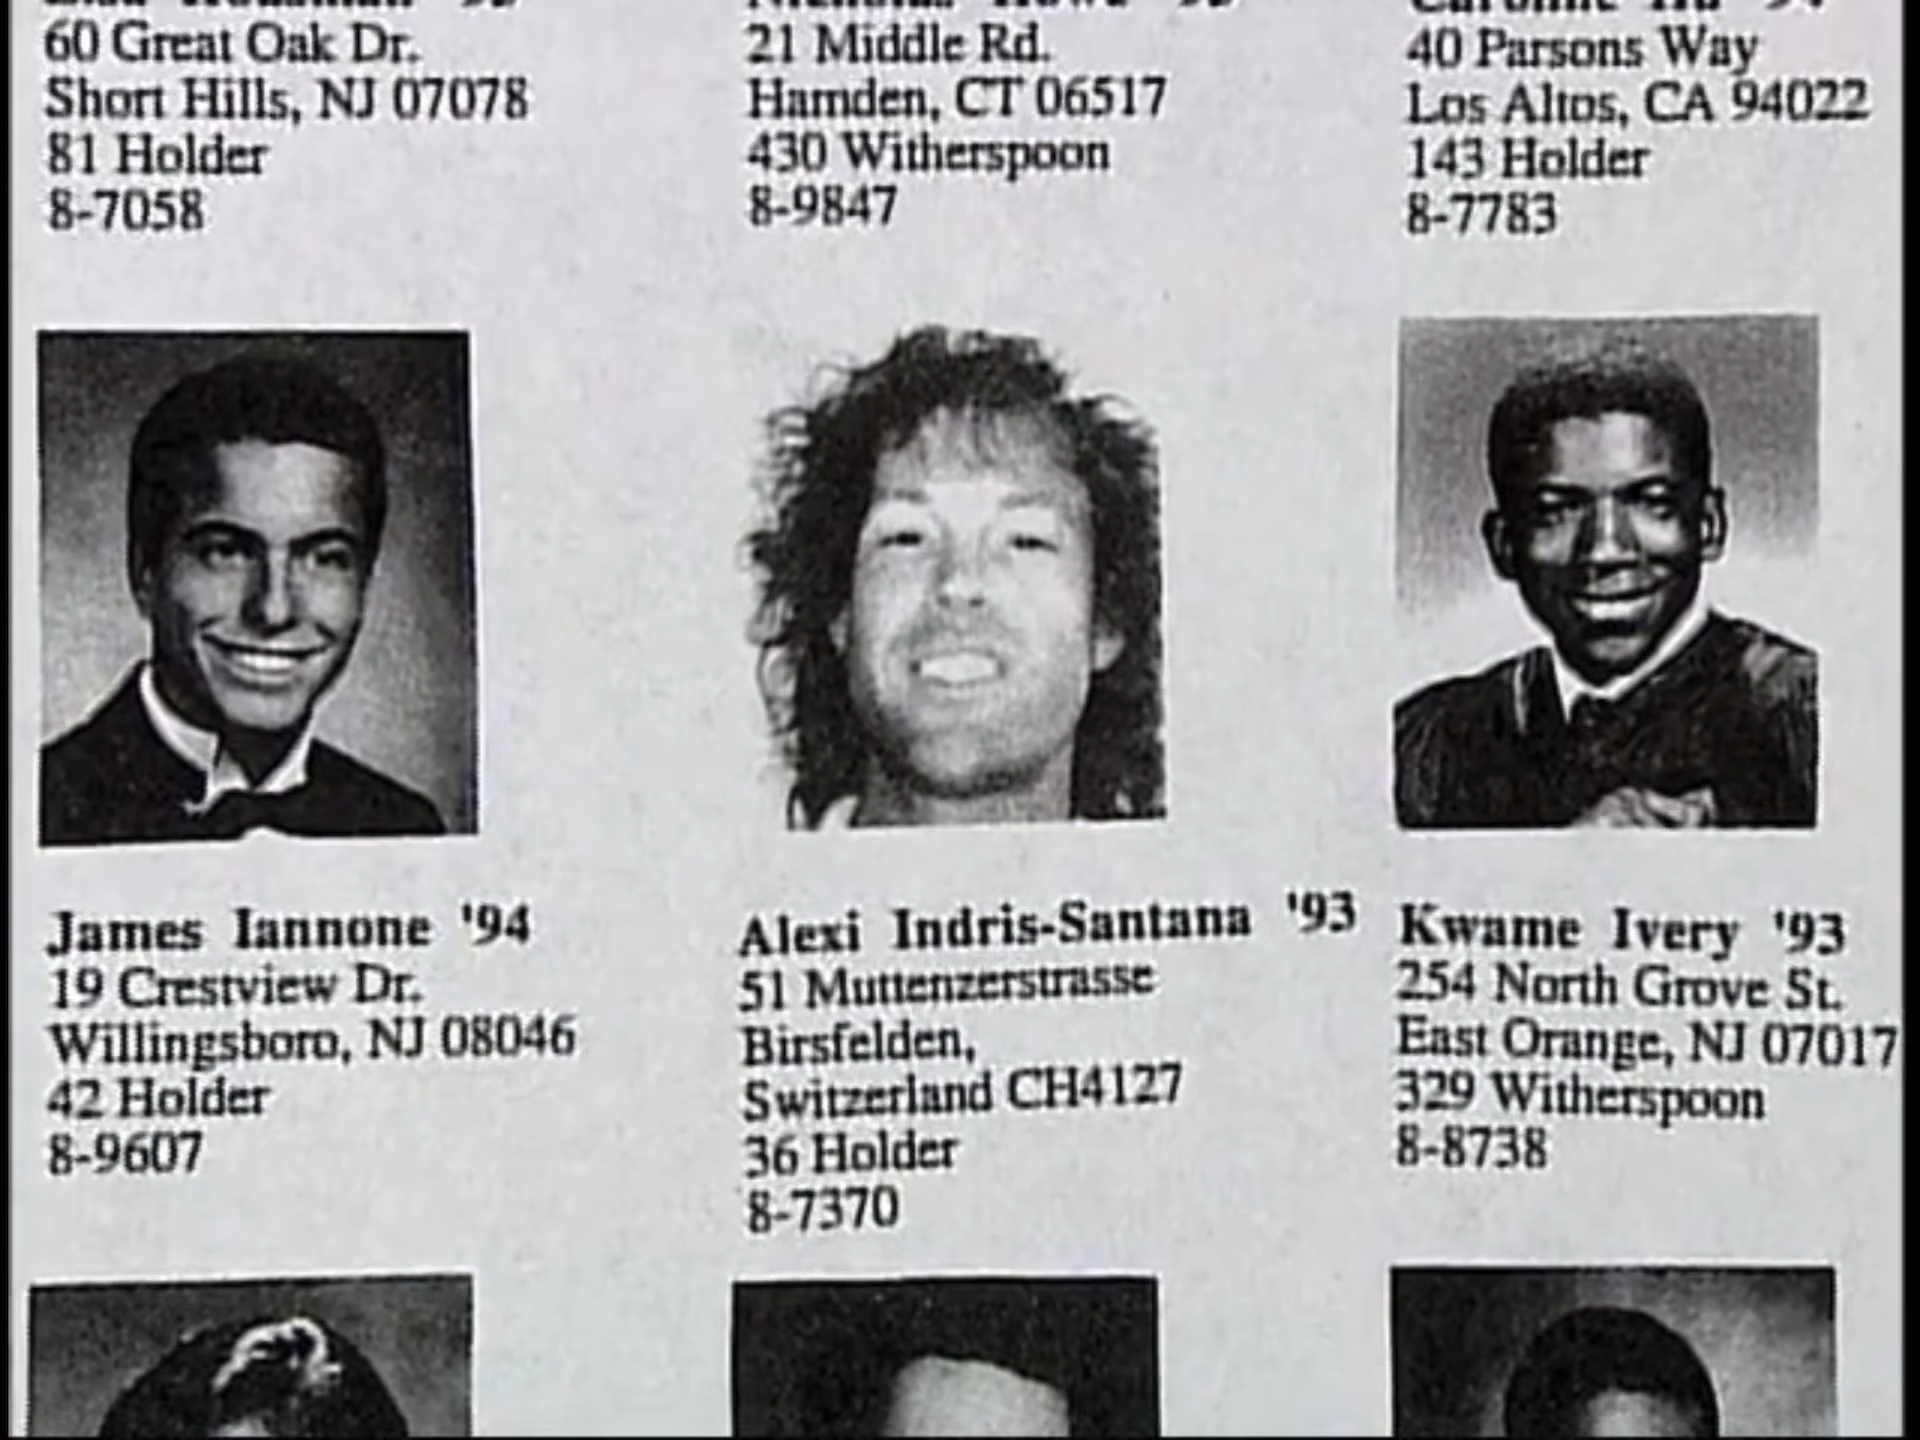 60 Great Oak Dr.
Short Hills, NJ 07078
81 Holder
8-7058
21 Middle Rd.
Hamden, CT 06517
430 Witherspoon
8-9847
40 Parsons Way
Los Altos, CA 94022
143 Holder
8-7783
James Iannone '94
19 Crestview Dr.
Willingsboro, NJ 08046
42 Holder
8-9607
Alexi Indris-Santana '93
51 Muttenzerstrasse
Birsfelden,
Switzerland CH4127
36 Holder
8-7370
Kwame Ivery '93
254 North Grove St.
East Orange, NJ 07017
329 Witherspoon
8-8738